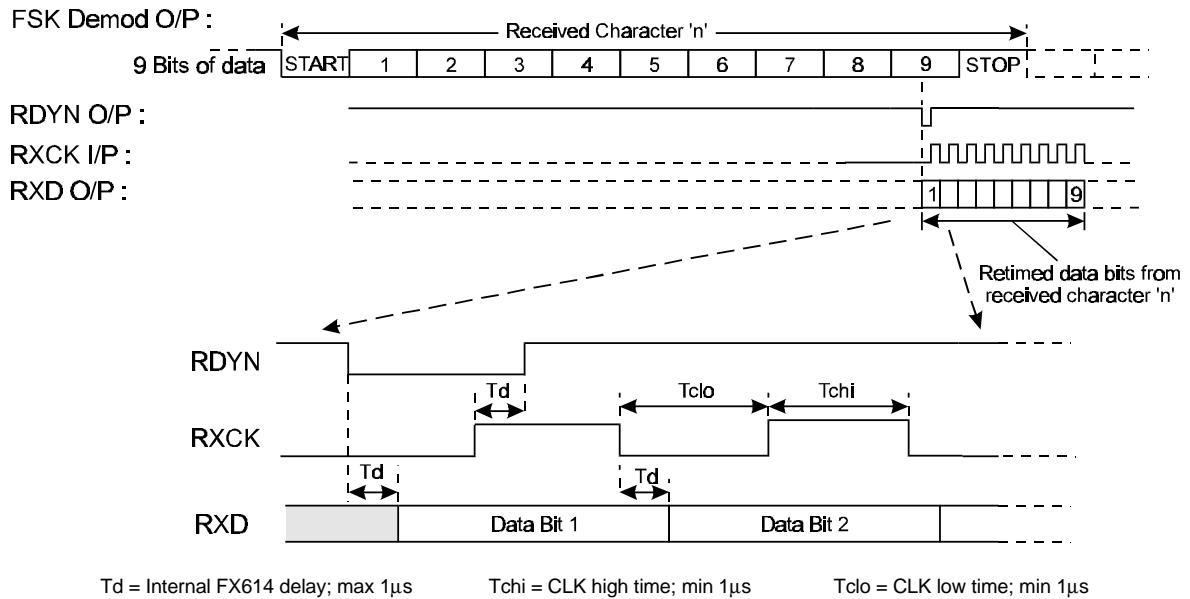 FSK Demod O/P :
Received Character 'n'
9 Bits of data START 1 2 3 4 5 6 7 8 9 STOP
RDYN O/P :
RXCK I/P :
RXD O/P :
1 9
Retimed data bits from
received character 'n'
RDYN
Td Tclo Tchi
RXCK
Td Td
RXD Data Bit 1 Data Bit 2
Td = Internal FX614 delay; max 1μs Tchi = CLK high time; min 1μs Tclo = CLK low time; min 1μs